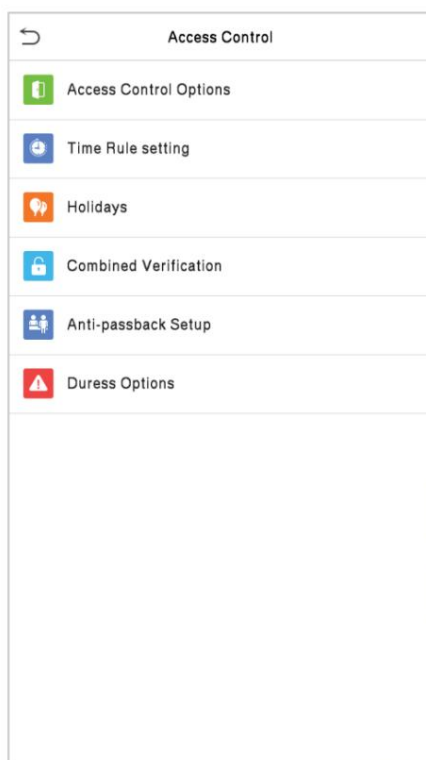 Access Control
Access Control Options
Time Rule setting
Holidays
Combined Verification
Anti-passback Setup
Duress Options